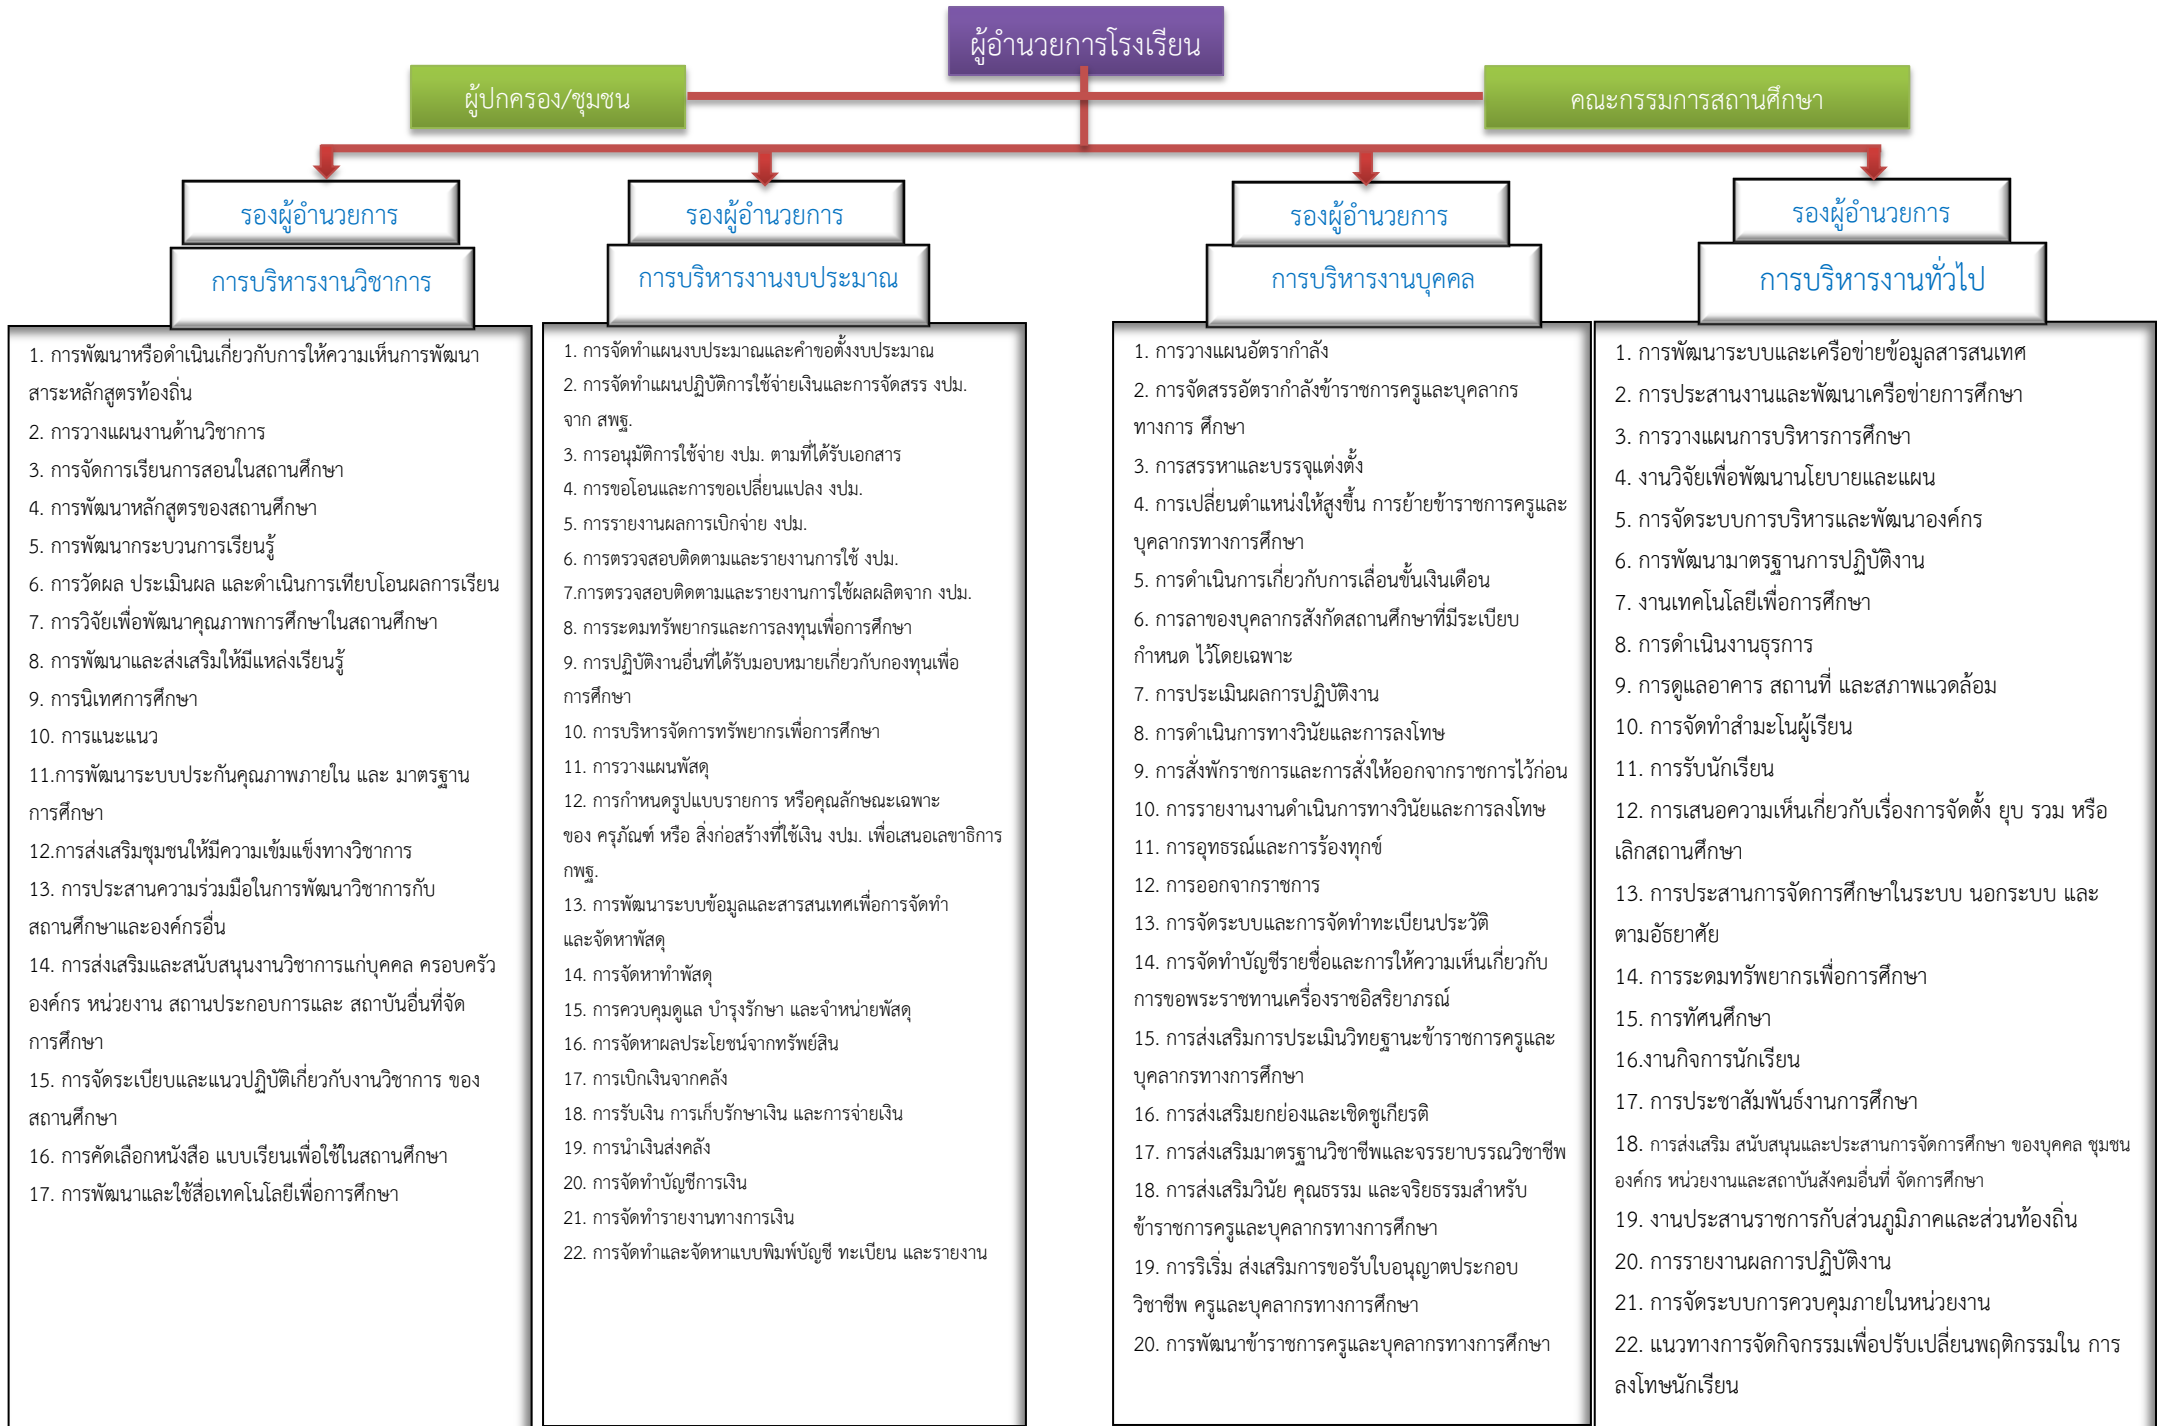 ผู้อำนวยการโรงเรียน
ผู้ปกครอง/ชุมชน
คณะกรรมการสถานศึกษา
รองผู้อำนวยการ
การบริหารงานวิชาการ
1. การพัฒนาหรือดำเนินเกี่ยวกับการให้ความเห็นการพัฒนา
สาระหลักสูตรท้องถิ่น
2. การวางแผนงานด้านวิชาการ
3. การจัดการเรียนการสอนในสถานศึกษา
4. การพัฒนาหลักสูตรของสถานศึกษา
5. การพัฒนากระบวนการเรียนรู้
6. การวัดผล ประเมินผล และดำเนินการเทียบโอนผลการเรียน
7. การวิจัยเพื่อพัฒนาคุณภาพการศึกษาในสถานศึกษา
8. การพัฒนาและส่งเสริมให้มีแหล่งเรียนรู้
9. การนิเทศการศึกษา
10. การแนะแนว
11.การพัฒนาระบบประกันคุณภาพภายใน และ มาตรฐาน
การศึกษา
12.การส่งเสริมชุมชนให้มีความเข้มแข็งทางวิชาการ
13. การประสานความร่วมมือในการพัฒนาวิชาการกับ
สถานศึกษาและองค์กรอื่น
14. การส่งเสริมและสนับสนุนงานวิชาการแก่บุคคล ครอบครัว
องค์กร หน่วยงาน สถานประกอบการและ สถาบันอื่นที่จัด
การศึกษา
15. การจัดระเบียบและแนวปฏิบัติเกี่ยวกับงานวิชาการ ของ
สถานศึกษา
16. การคัดเลือกหนังสือ แบบเรียนเพื่อใช้ในสถานศึกษา
17. การพัฒนาและใช้สื่อเทคโนโลยีเพื่อการศึกษา
รองผู้อำนวยการ
การบริหารงานงบประมาณ
1. การจัดทำแผนงบประมาณและคำขอตั้งงบประมาณ
2. การจัดทำแผนปฏิบัติการใช้จ่ายเงินและการจัดสรร งปม.
จาก สพฐ.
3. การอนุมัติการใช้จ่าย งปม. ตามที่ได้รับเอกสาร
4. การขอโอนและการขอเปลี่ยนแปลง งปม.
5. การรายงานผลการเบิกจ่าย งปม.
6. การตรวจสอบติดตามและรายงานการใช้ งปม.
7.การตรวจสอบติดตามและรายงานการใช้ผลผลิตจาก งปม.
8. การระดมทรัพยากรและการลงทุนเพื่อการศึกษา
9. การปฏิบัติงานอื่นที่ได้รับมอบหมายเกี่ยวกับกองทุนเพื่อ
การศึกษา
10. การบริหารจัดการทรัพยากรเพื่อการศึกษา
11. การวางแผนพัสดุ
12. การกำหนดรูปแบบรายการ หรือคุณลักษณะเฉพาะ
ของ ครุภัณฑ์ หรือ สิ่งก่อสร้างที่ใช้เงิน งปม. เพื่อเสนอเลขาธิการ
กพฐ.
13. การพัฒนาระบบข้อมูลและสารสนเทศเพื่อการจัดทำ
และจัดหาพัสดุ
14. การจัดหาทำพัสดุ
15. การควบคุมดูแล บำรุงรักษา และจำหน่ายพัสดุ
16. การจัดหาผลประโยชน์จากทรัพย์สิน
17. การเบิกเงินจากคลัง
18. การรับเงิน การเก็บรักษาเงิน และการจ่ายเงิน
19. การนำเงินส่งคลัง
20. การจัดทำบัญชีการเงิน
21. การจัดทำรายงานทางการเงิน
22. การจัดทำและจัดหาแบบพิมพ์บัญชี ทะเบียน และรายงาน
รองผู้อำนวยการ
การบริหารงานบุคคล
1. การวางแผนอัตรากำลัง
2. การจัดสรรอัตรากำลังข้าราชการครูและบุคลากร
ทางการ ศึกษา
3. การสรรหาและบรรจุแต่งตั้ง
4. การเปลี่ยนตำแหน่งให้สูงขึ้น การย้ายข้าราชการครูและ
บุคลากรทางการศึกษา
5. การดำเนินการเกี่ยวกับการเลื่อนขั้นเงินเดือน
6. การลาของบุคลากรสังกัดสถานศึกษาที่มีระเบียบ
กำหนด ไว้โดยเฉพาะ
7. การประเมินผลการปฏิบัติงาน
8. การดำเนินการทางวินัยและการลงโทษ
9. การสั่งพักราชการและการสั่งให้ออกจากราชการไว้ก่อน
10. การรายงานงานดำเนินการทางวินัยและการลงโทษ
11. การอุทธรณ์และการร้องทุกข์
12. การออกจากราชการ
13. การจัดระบบและการจัดทำทะเบียนประวัติ
14. การจัดทำบัญชีรายชื่อและการให้ความเห็นเกี่ยวกับ
การขอพระราชทานเครื่องราชอิสริยาภรณ์
15. การส่งเสริมการประเมินวิทยฐานะข้าราชการครูและ
บุคลากรทางการศึกษา
16. การส่งเสริมยกย่องและเชิดชูเกียรติ
17. การส่งเสริมมาตรฐานวิชาชีพและจรรยาบรรณวิชาชีพ
18. การส่งเสริมวินัย คุณธรรม และจริยธรรมสำหรับ
ข้าราชการครูและบุคลากรทางการศึกษา
19. การริเริ่ม ส่งเสริมการขอรับใบอนุญาตประกอบ
วิชาชีพ ครูและบุคลากรทางการศึกษา
20. การพัฒนาข้าราชการครูและบุคลากรทางการศึกษา
รองผู้อำนวยการ
การบริหารงานทั่วไป
1. การพัฒนาระบบและเครือข่ายข้อมูลสารสนเทศ
2. การประสานงานและพัฒนาเครือข่ายการศึกษา
3. การวางแผนการบริหารการศึกษา
4. งานวิจัยเพื่อพัฒนานโยบายและแผน
5. การจัดระบบการบริหารและพัฒนาองค์กร
6. การพัฒนามาตรฐานการปฏิบัติงาน
7. งานเทคโนโลยีเพื่อการศึกษา
8. การดำเนินงานธุรการ
9. การดูแลอาคาร สถานที่ และสภาพแวดล้อม
10. การจัดทำสำมะโนผู้เรียน
11. การรับนักเรียน
12. การเสนอความเห็นเกี่ยวกับเรื่องการจัดตั้ง ยุบ รวม หรือ
เลิกสถานศึกษา
13. การประสานการจัดการศึกษาในระบบ นอกระบบ และ
ตามอัธยาศัย
14. การระดมทรัพยากรเพื่อการศึกษา
15. การทัศนศึกษา
16.งานกิจการนักเรียน
17. การประชาสัมพันธ์งานการศึกษา
18. การส่งเสริม สนับสนุนและประสานการจัดการศึกษา ของบุคคล ชุมชน
องค์กร หน่วยงานและสถาบันสังคมอื่นที่ จัดการศึกษา
19. งานประสานราชการกับส่วนภูมิภาคและส่วนท้องถิ่น
20. การรายงานผลการปฏิบัติงาน
21. การจัดระบบการควบคุมภายในหน่วยงาน
22. แนวทางการจัดกิจกรรมเพื่อปรับเปลี่ยนพฤติกรรมใน การ
ลงโทษนักเรียน